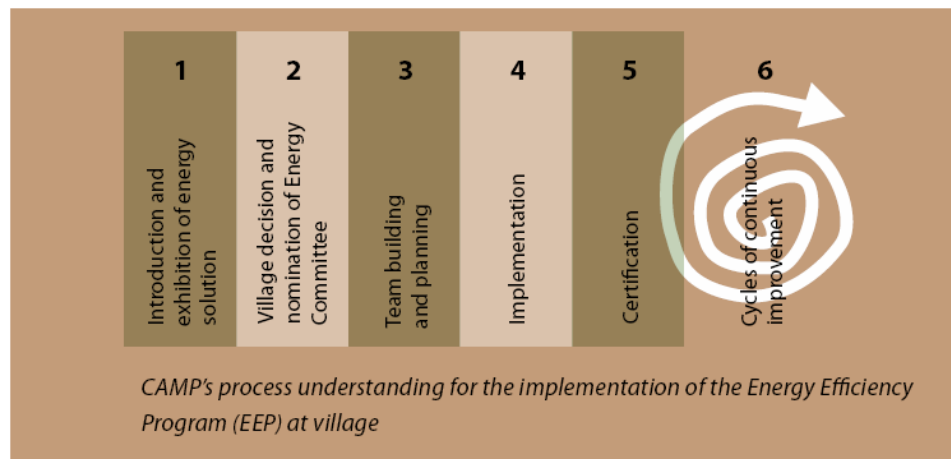 1
Introduction and
exhibition of energy
solution
2
Village decision and
nomination of Energy
Committee
3
Team building
and planning
4
Implementation
5
Certification
6
Cycles of continuous
improvement
CAMP's process understanding for the implementation of the Energy Efficiency
Program (EEP) at village